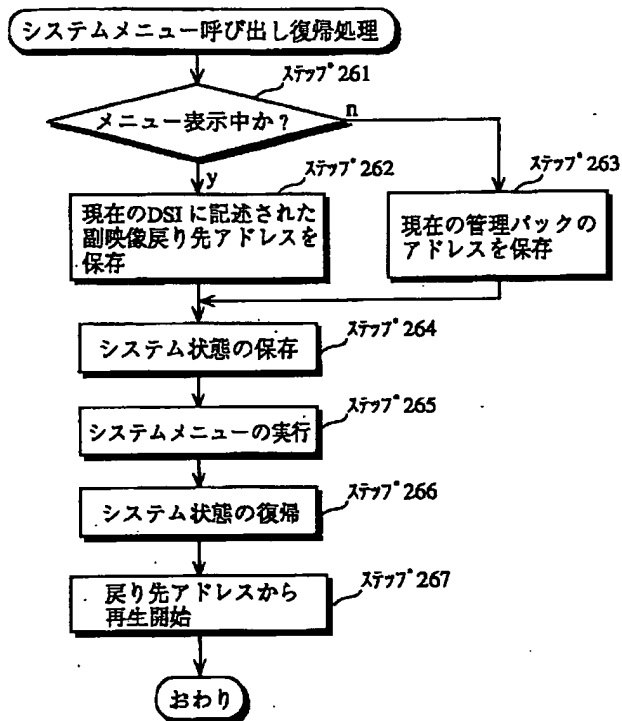 システムメニュー呼び出し復帰処理
ステップ261
メニュー表示中か？
n
y
ステップ262
現在のDSIに記述された
副映像戻り先アドレスを
保存
ステップ263
現在の管理パックの
アドレスを保存
ステップ264
システム状態の保存
ステップ265
システムメニューの実行
ステップ266
システム状態の復帰
ステップ267
戻り先アドレスから
再生開始
おわり